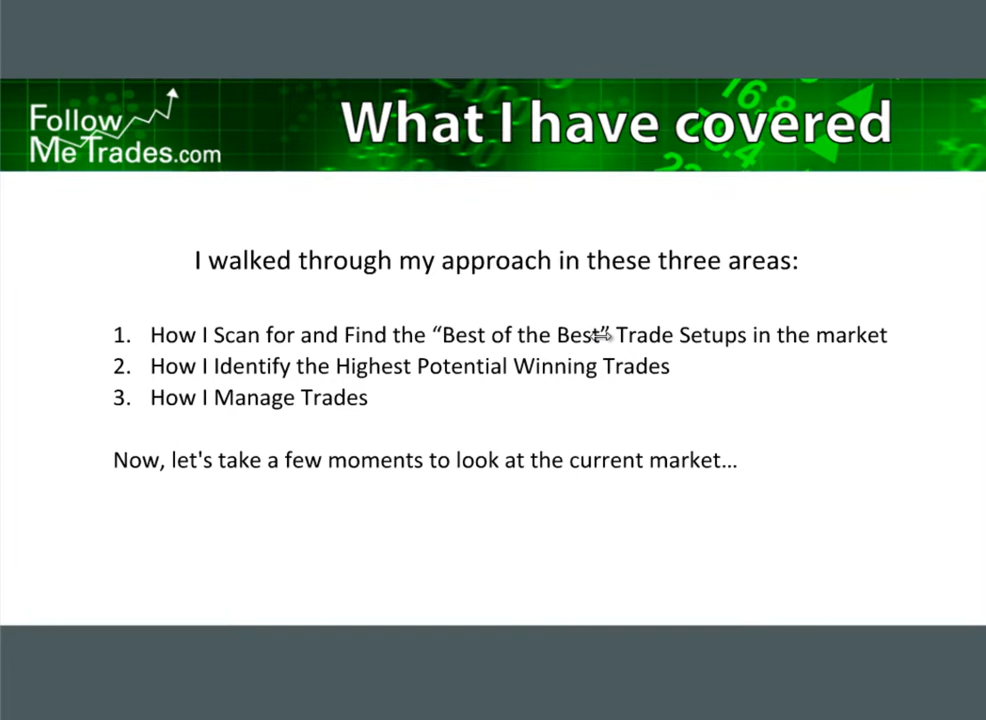 Follow
MeTrades.com
What I have covered
I walked through my approach in these three areas:
1. How I Scan for and Find the “Best of the Best” Trade Setups in the market
2. How I Identify the Highest Potential Winning Trades
3. How I Manage Trades
Now, let's take a few moments to look at the current market...